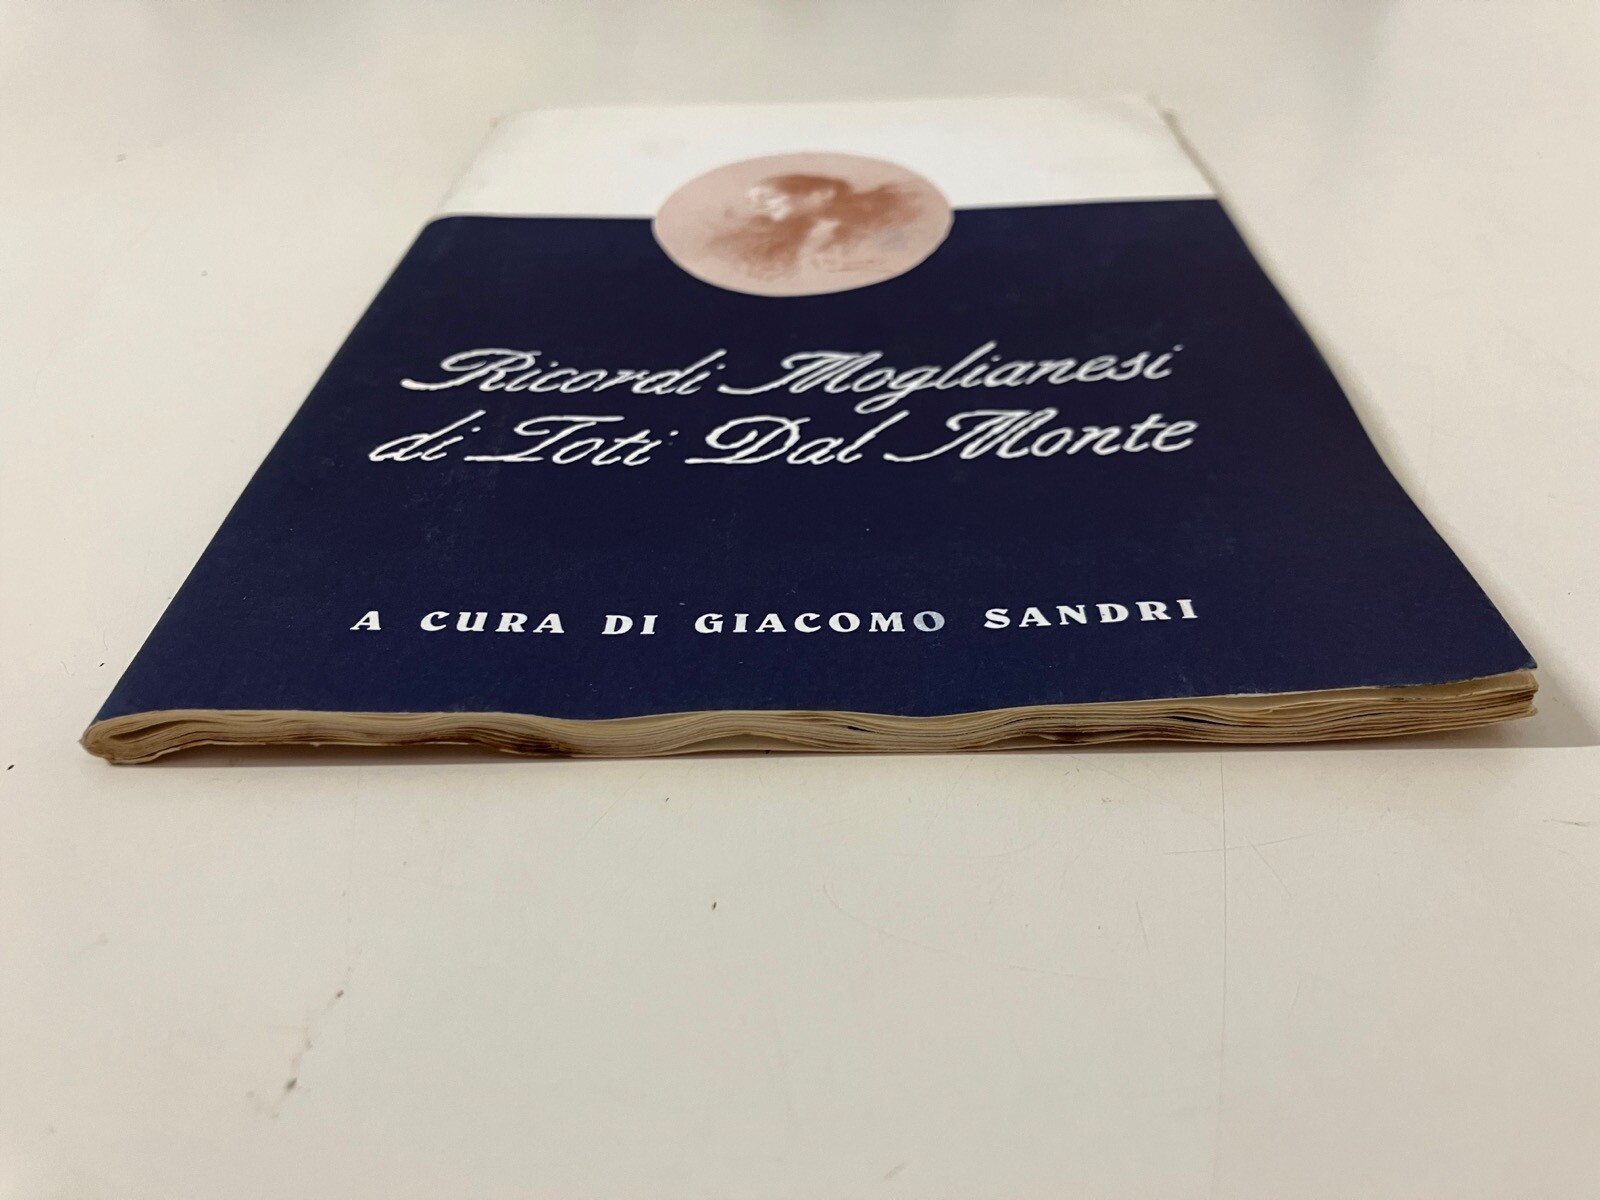 Ricordi Moglianesi
di Toti Dal Monte
A CURA DI GIACOMO SANDRI